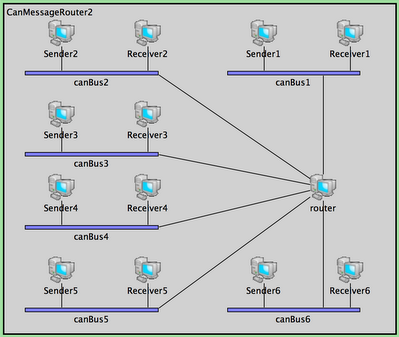 CanMessageRouter2
Sender2 Receiver2 Sender1 Receiver1
canBus2 canBus1
Sender3 Receiver3
canBus3
Sender4 Receiver4 router
canBus4
Sender5 Receiver5 Sender6 Receiver6
canBus5 canBus6